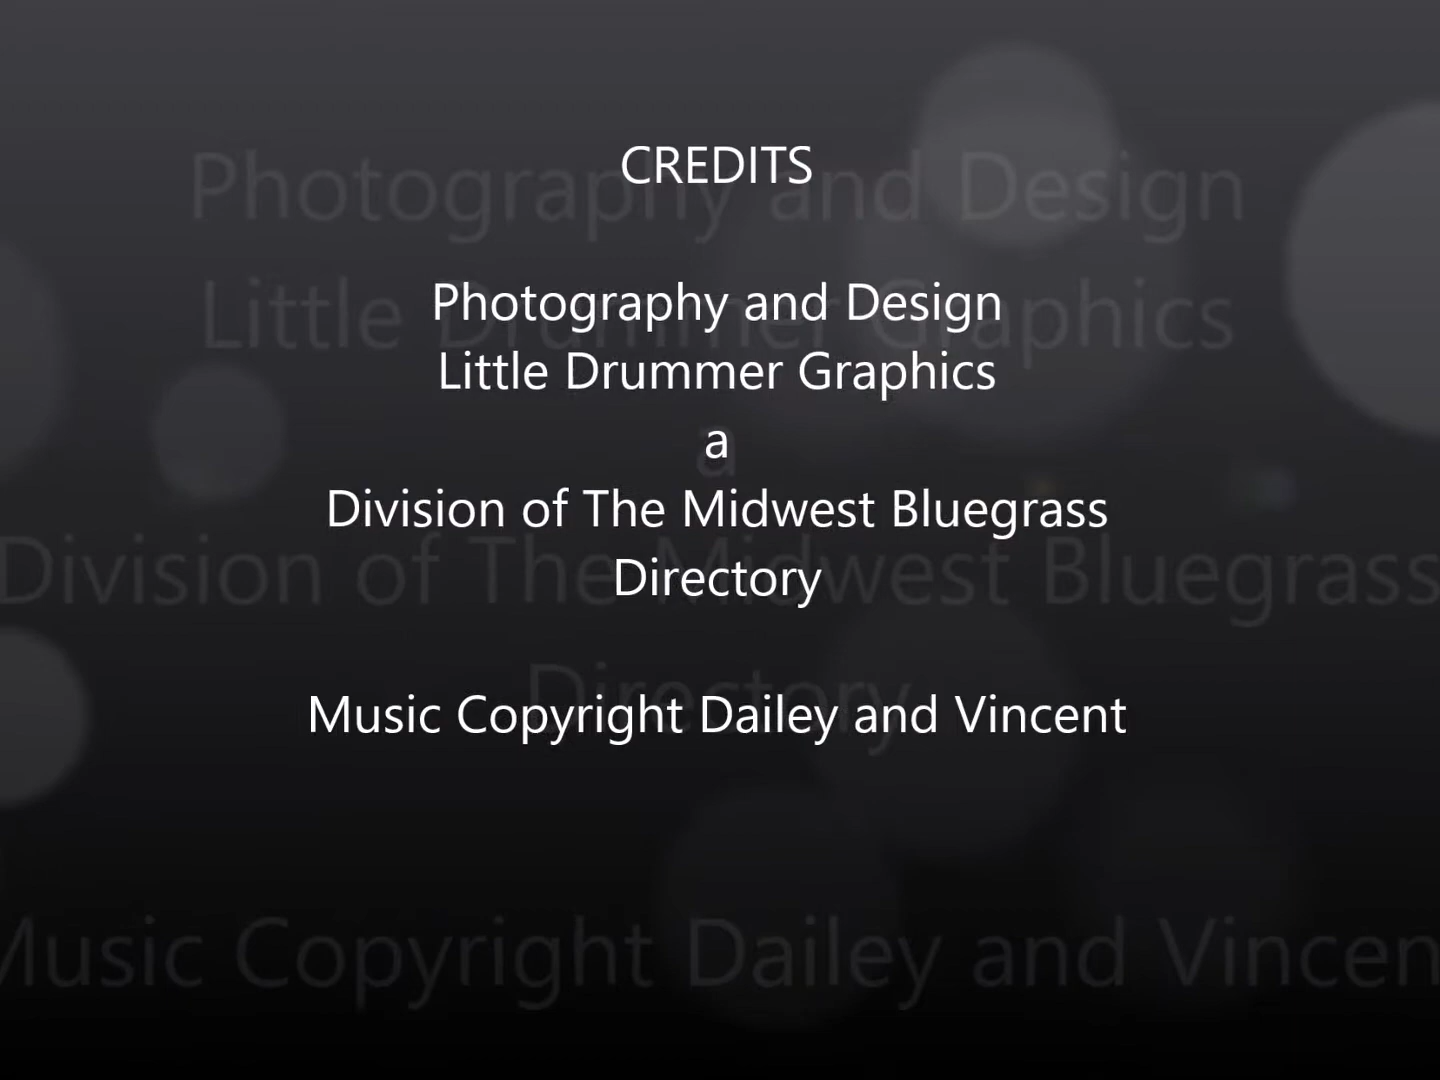 CREDITS
Photography and Design
Little Drummer Graphics
a
Division of The Midwest Bluegrass
Directory
Music Copyright Dailey and Vincent